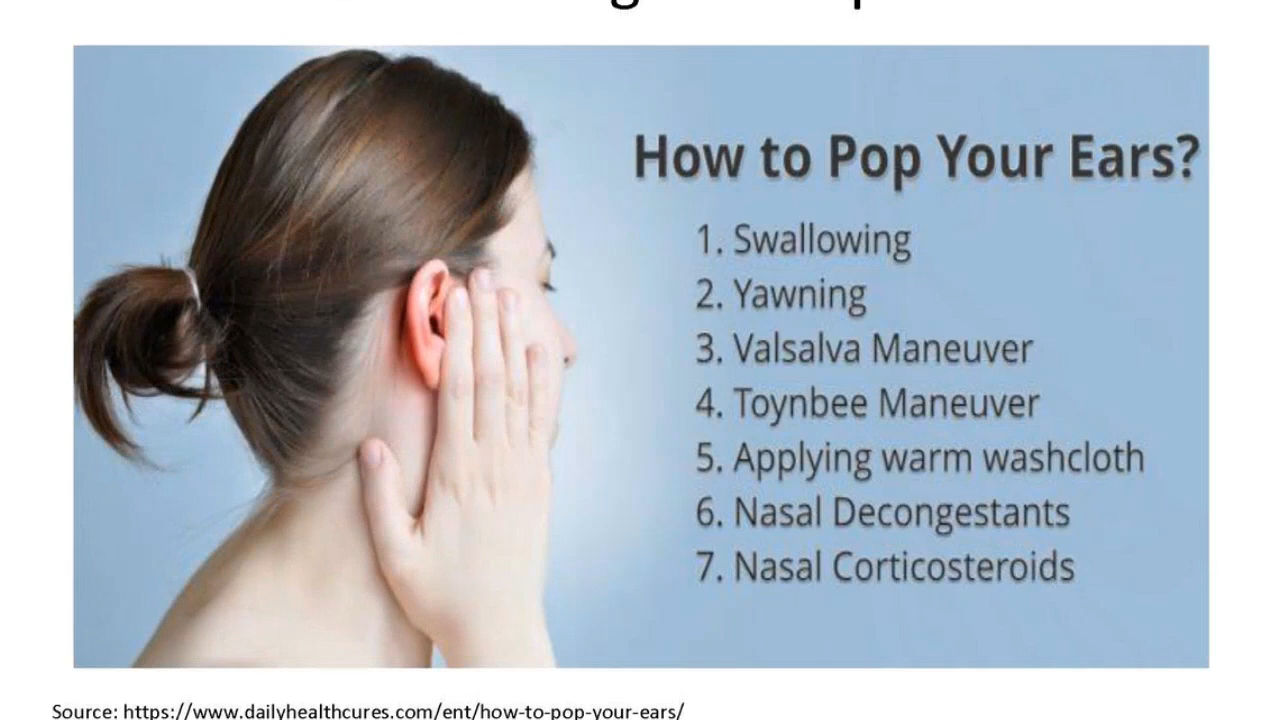 How to Pop Your Ears?
1. Swallowing
2. Yawning
3. Valsalva Maneuver
4. Toynbee Maneuver
5. Applying warm washcloth
6. Nasal Decongestants
7. Nasal Corticosteroids
Source: https://www.dailyhealthcures.com/ent/how-to-pop-your-ears/